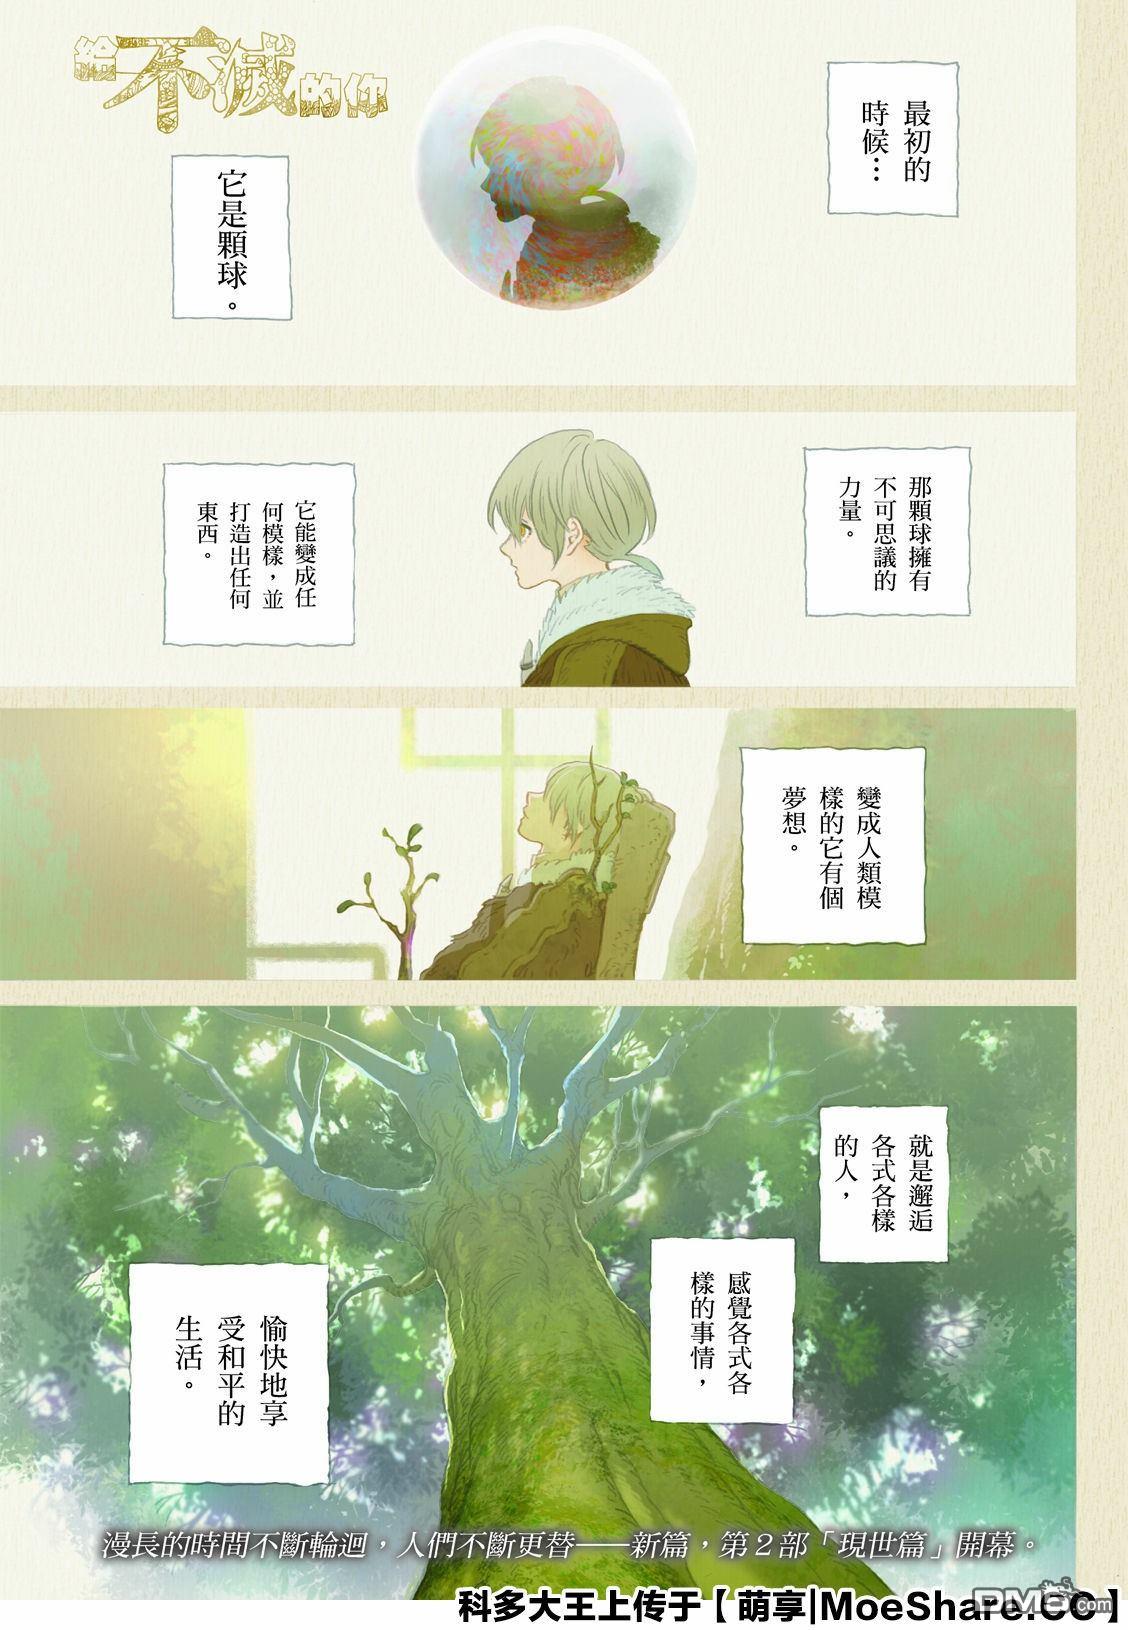 給不滅的你
最初的
時候⋯
它是顆球。
那顆球擁有
不可思議的
力量。
它能變成任
何模樣，並
打造出任何
東西。
變成人類模
樣的它有個
夢想。
就是邂逅
各式各樣
的人，
感覺各式各
樣的事情，
愉快地享
受和平的
生活。
漫長的時間不斷輪迴，人們不斷更替——新篇，第2部「現世篇」開幕。
科多大王上传于【萌享|MoeShare.CC】